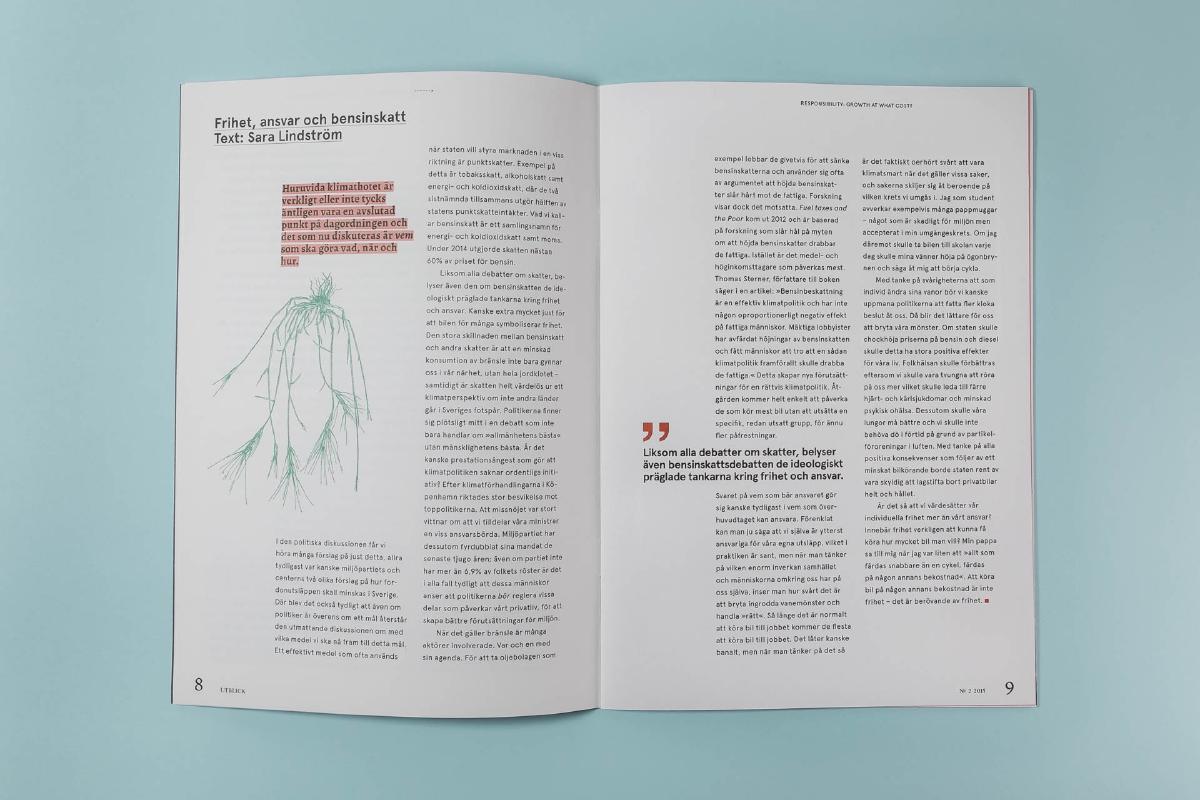 Frihet, ansvar och bensinskatt
Text: Sara Lindström
Huruvida klimathotet är
verkligt eller inte tycks
äntligen vara en avslutad
punkt på dagordningen och
det som nu diskuteras är vem
som ska göra vad, när och
hur.
I den politiska diskussionen får vi
höra många förslag på just detta, allra
tydligast var kanske miljöpartiets och
centerns två olika förslag på hur for-
donsutsläppen skall minskas i Sverige.
Där blev det också tydligt att även om
politiker är överens om ett mål återstår
den utmattande diskussionen om med
vilka medel vi ska nå fram till detta mål.
Ett effektivt medel som ofta används
8
UTBLICK
när staten vill styra marknaden i en viss
riktning är punktskatter. Exempel på
detta är tobaksskatt, alkoholskatt samt
energi- och koldioxidskatt, där de två
sistnämnda tillsammans utgör hälften av
statens punktskatteintäkter. Vad vi kal-
lar bensinskatt är ett samlingsnamn för
energi- och koldioxidskatt samt moms.
Under 2014 utgjorde skatten nästan
60% av priset för bensin.
Liksom alla debatter om skatter, be-
lyser även den om bensinskatten de ide-
ologiskt präglade tankarna kring frihet
och ansvar. Kanske extra mycket just för
att bilen för många symboliserar frihet.
Den stora skillnaden mellan bensinskatt
och andra skatter är att en minskad
konsumtion av bränsle inte bara gynnar
oss i vår närhet, utan hela jordklotet –
samtidigt är skatten helt värdelös ur ett
klimatperspektiv om inte andra länder
går i Sveriges fotspår. Politikerna finner
sig plötsligt mitt i en debatt som inte
bara handlar om »allmänhetens bästa«
utan mänsklighetens bästa. Är det
kanske prestationsångest som gör att
klimatpolitiken saknar ordentliga initi-
ativ? Efter klimatförhandlingarna i Kö-
penhamn riktades stor besvikelse mot
toppolitikerna. Att missnöjet var stort
vittnar om att vi tilldelar våra ministrar
en viss ansvarsbörda. Miljöpartiet har
dessutom fyrdubblat sina mandat de
senaste tjugo åren; även om partiet inte
har mer än 6,9% av folkets röster är det
i alla fall tydligt att dessa människor
anser att politikerna bör reglera vissa
delar som påverkar vårt privatliv, för att
skapa bättre förutsättningar för miljön.
När det gäller bränsle är många
aktörer involverade. Var och en med
sin agenda. För att ta oljebolagen som
RESPONSIBILITY: GROWTH AT WHAT COST?
exempel lobbar de givetvis för att sänka
bensinskatterna och använder sig ofta
av argumentet att höjda bensinskat-
ter slår hårt mot de fattiga. Forskning
visar dock det motsatta. Fuel taxes and
the Poor kom ut 2012 och är baserad
på forskning som slår hål på myten
om att höjda bensinskatter drabbar
de fattiga. Istället är det medel- och
höginkomsttagare som påverkas mest.
Thomas Sterner, författare till boken
säger i en artikel: »Bensinbeskattning
är en effektiv klimatpolitik och har inte
någon oproportionerligt negativ effekt
på fattiga människor. Mäktiga lobbyister
har avfärdat höjningar av bensinskatten
och fått människor att tro att en sådan
klimatpolitik framförallt skulle drabba
de fattiga.« Detta skapar nya förutsätt-
ningar för en rättvis klimatpolitik. Åt-
gärden kommer helt enkelt att påverka
de som kör mest bil utan att utsätta en
specifik, redan utsatt grupp, för ännu
fler påfrestningar.
”
Liksom alla debatter om skatter, belyser
även bensinskattsdebatten de ideologiskt
präglade tankarna kring frihet och ansvar.
Svaret på vem som bär ansvaret gör
sig kanske tydligast i vem som över-
huvudtaget kan ansvara. Förenklat
kan man ju säga att vi själva är ytterst
ansvariga för våra egna utsläpp, vilket i
praktiken är sant, men när man tänker
på vilken enorm inverkan samhället
och människorna omkring oss har på
oss själva, inser man hur svårt det är
att bryta ingrodda vanemönster och
handla »rätt«. Så länge det är normalt
att köra bil till jobbet kommer de flesta
att köra bil till jobbet. Det låter kanske
banalt, men när man tänker på det så
är det faktiskt oerhört svårt att vara
klimatsmart när det gäller vissa saker,
och sakerna skiljer sig åt beroende på
vilken krets vi umgås i. Jag som student
avverkar exempelvis många pappmuggar
– något som är skadligt för miljön men
accepterat i min umgängeskrets. Om jag
däremot skulle ta bilen till skolan varje
dag skulle mina vänner höja på ögonbry-
nen och säga åt mig att börja cykla.
Med tanke på svårigheterna att som
individ ändra sina vanor bör vi kanske
uppmana politikerna att fatta fler kloka
beslut åt oss. Då blir det lättare för oss
att bryta våra mönster. Om staten skulle
chockhöja priserna på bensin och diesel
skulle detta ha stora positiva effekter
för våra liv. Folkhälsan skulle förbättras
eftersom vi skulle vara tvungna att röra
på oss mer vilket skulle leda till färre
hjärt- och kärlsjukdomar och minskad
psykisk ohälsa. Dessutom skulle våra
lungor må bättre och vi skulle inte
behöva dö i förtid på grund av partikel-
föroreningar i luften. Med tanke på alla
positiva konsekvenser som följer av ett
minskat bilkörande borde staten rent av
vara skyldig att lagstifta bort privatbilar
helt och hållet.
Är det så att vi värdesätter vår
individuella frihet mer än vårt ansvar?
Innebär frihet verkligen att kunna få
köra hur mycket bil man vill? Min pappa
sa till mig när jag var liten att »allt som
färdas snabbare än en cykel, färdas
på någon annans bekostnad«. Att köra
bil på någon annans bekostnad är inte
frihet – det är berövande av frihet.
Nº 2 2015
9